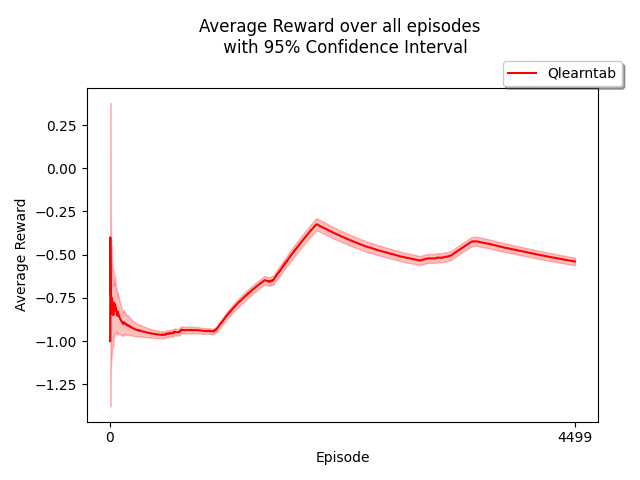 Average Reward over all episodes
with 95% Confidence Interval
Qlearntab
0.25
0.00
−0.25
−0.50
−0.75
−1.00
−1.25
Average Reward
0
4499
Episode